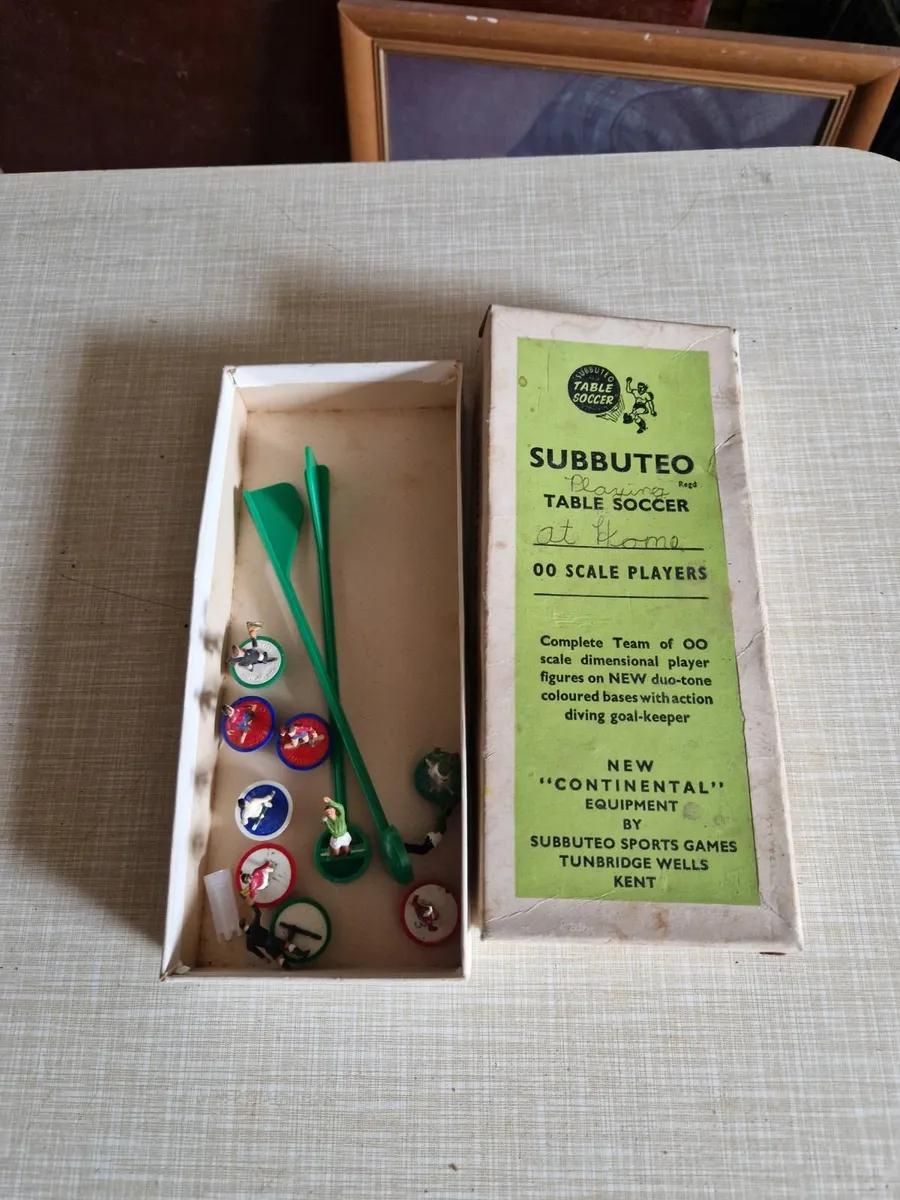 SUBBUTEO
TABLE
SOCCER
SUBBUTEO
Regd
Playing
TABLE SOCCER
at Home
OO SCALE PLAYERS
Complete Team of OO
scale dimensional player
figures on NEW duo-tone
coloured bases with action
diving goal-keeper
NEW
"CONTINENTAL"
EQUIPMENT
BY
SUBBUTEO SPORTS GAMES
TUNBRIDGE WELLS
KENT